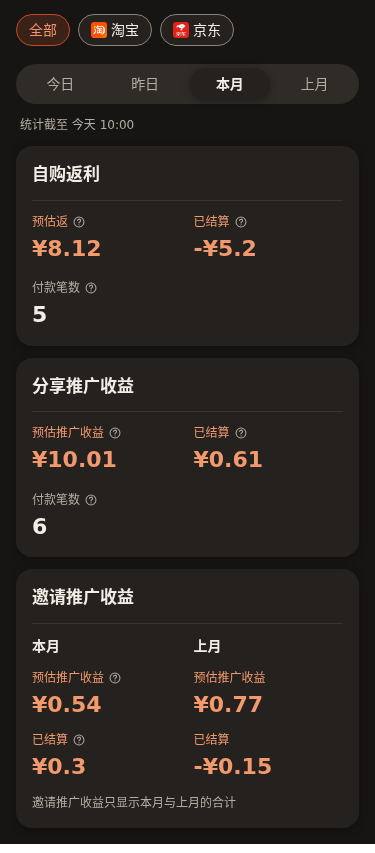 全部 淘宝 京东
今日 昨日 本月 上月
统计截至 今天 10:00
自购返利
预估返 已结算
¥8.12 -¥5.2
付款笔数
5
分享推广收益
预估推广收益 已结算
¥10.01 ¥0.61
付款笔数
6
邀请推广收益
本月 上月
预估推广收益 预估推广收益
¥0.54 ¥0.77
已结算 已结算
¥0.3 -¥0.15
邀请推广收益只显示本月与上月的合计